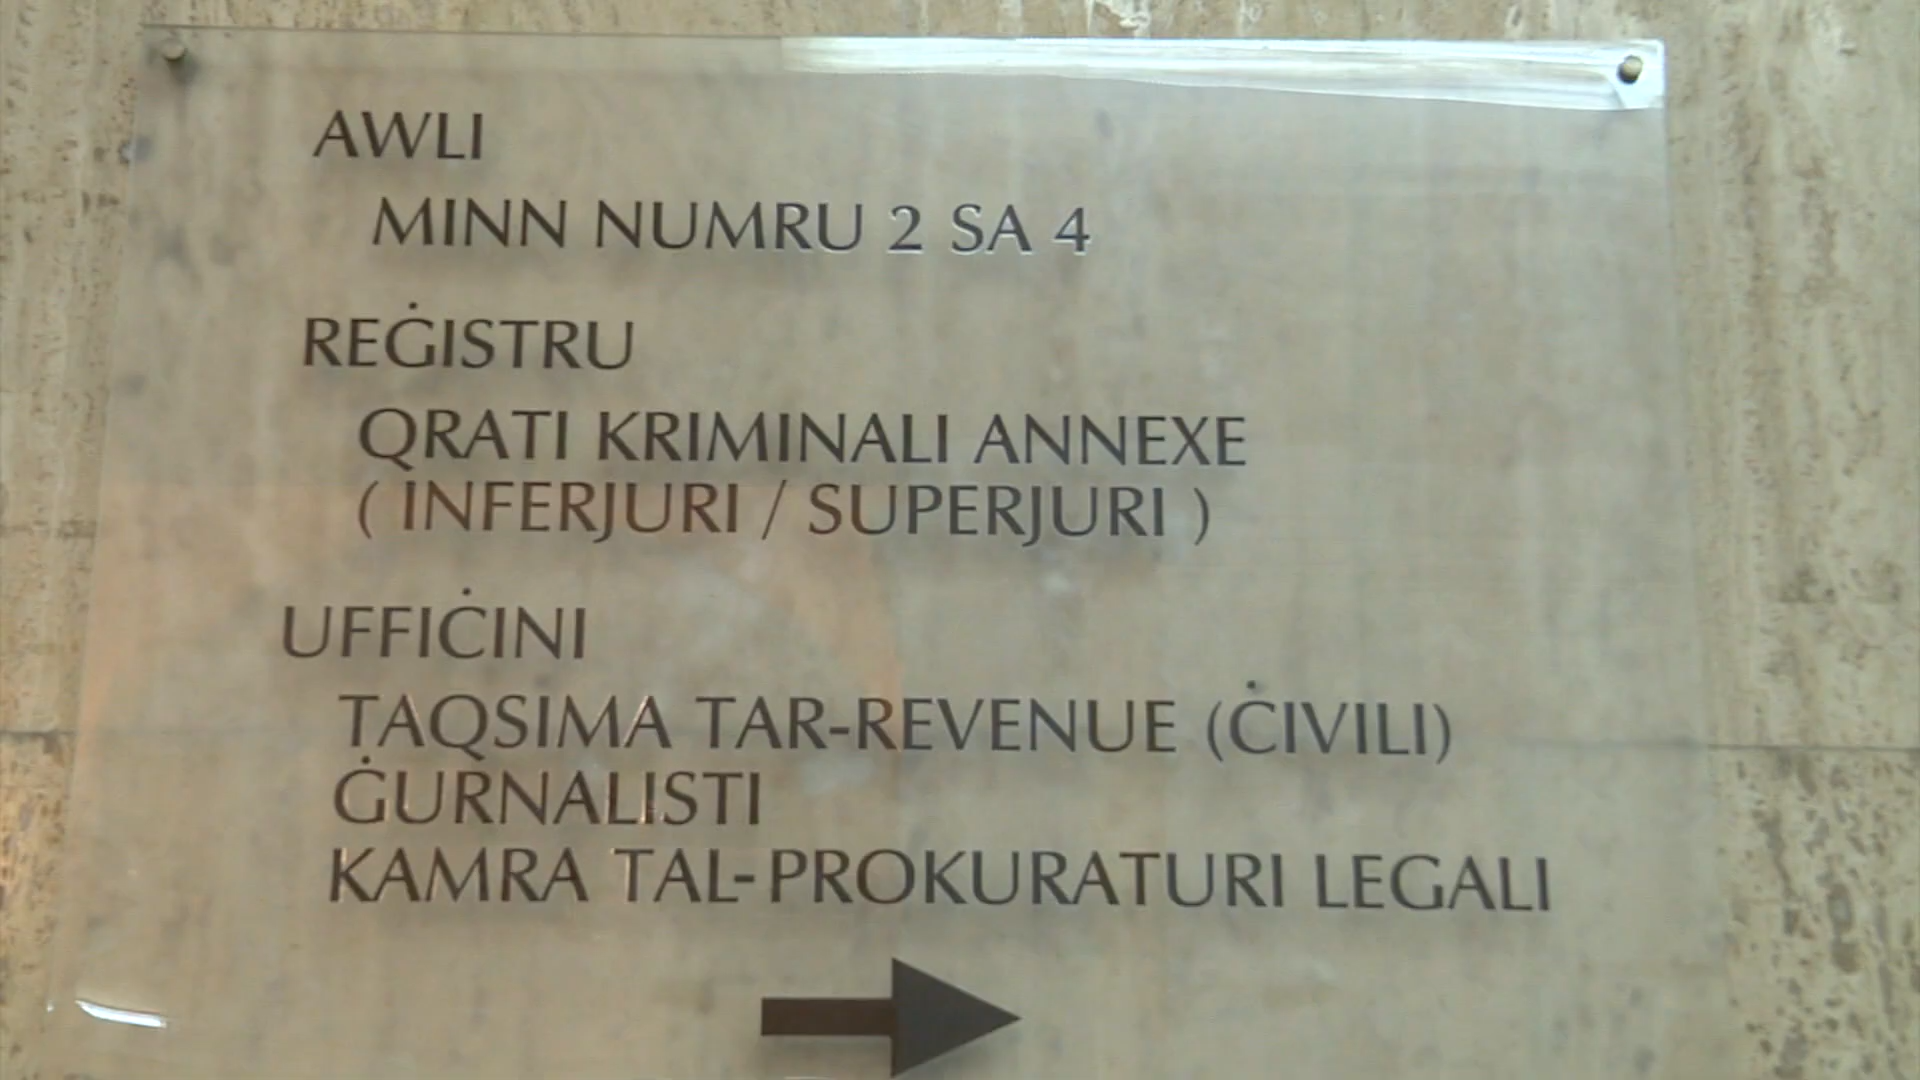 AWLI
MINN NUMRU 2 SA 4
REĠISTRU
QRATI KRIMINALI ANNEXE
( INFERJURI / SUPERJURI )
UFFIĊINI
TAQSIMA TAR-REVENUE (ĊIVILI)
ĠURNALISTI
KAMRA TAL-PROKURATURI LEGALI